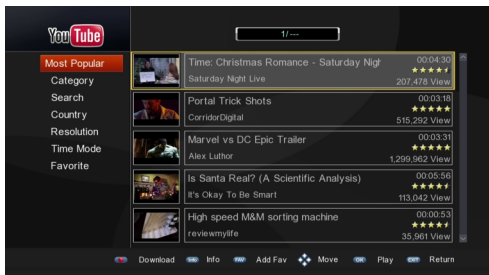 You Tube
1/---
Most Popular
Category
Search
Country
Resolution
Time Mode
Favorite
Time: Christmas Romance - Saturday Nigh
00:04:30
Saturday Night Live
207,478 View
Portal Trick Shots
00:03:18
CorridorDigital
515,292 View
Marvel vs DC Epic Trailer
00:03:31
Alex Luthor
1,299,962 View
Is Santa Real? (A Scientific Analysis)
00:05:56
It's Okay To Be Smart
113,042 View
High speed M&M sorting machine
00:00:53
reviewmylife
35,961 View
Download Info Info FAV Add Fav Move OK Play EXIT Return